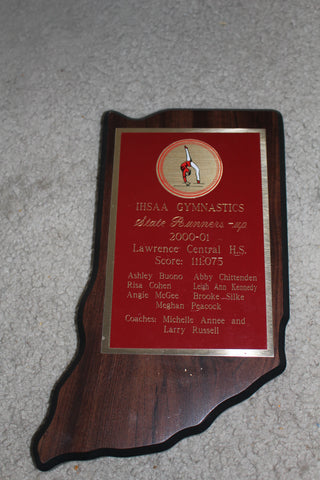 IHSAA GYMNASTICS
State Runners-up
2000-01
Lawrence Central H.S.
Score: 111.075
Ashley Buono Abby Chittenden
Risa Cohen Leigh Ann Kennedy
Angie McGee Brooke Silke
Meghan Peacock
Coaches: Michelle Annee and
Larry Russell